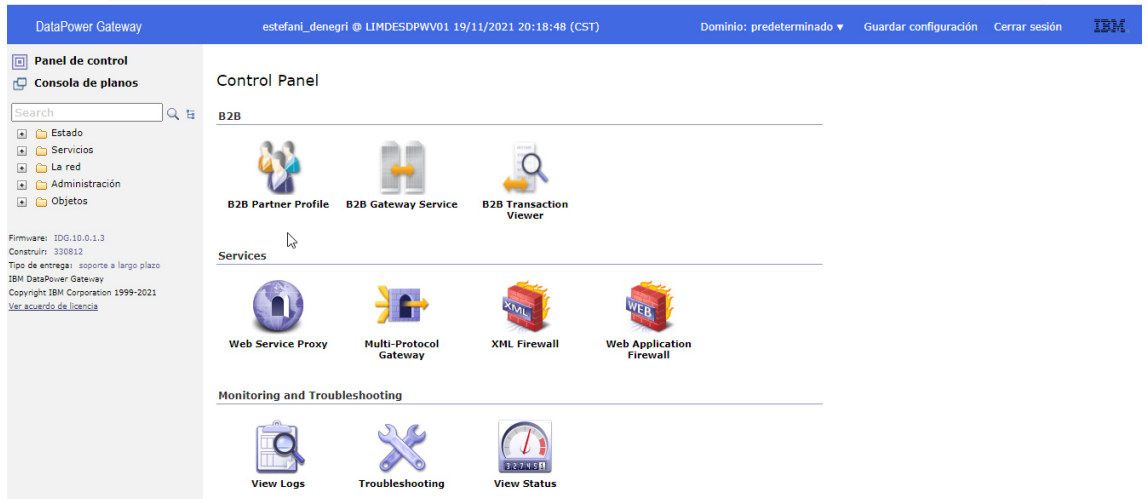 DataPower Gateway
estefani_denegri @ LIMDESDPWV01 19/11/2021 20:18:48 (CST)
Dominio: predeterminado ▼
Guardar configuración
Cerrar sesión
IBM.
Panel de control
Consola de planos
Search
Estado
Servicios
La red
Administración
Objetos
Firmware: IDG.10.0.1.3
Construir: 330812
Tipo de entrega: soporte a largo plazo
IBM DataPower Gateway
Copyright IBM Corporation 1999-2021
Ver acuerdo de licencia
Control Panel
B2B
B2B Partner Profile
B2B Gateway Service
B2B Transaction
Viewer
Services
XML
WEB
Web Service Proxy
Multi-Protocol
Gateway
XML Firewall
Web Application
Firewall
Monitoring and Troubleshooting
327451
View Logs
Troubleshooting
View Status